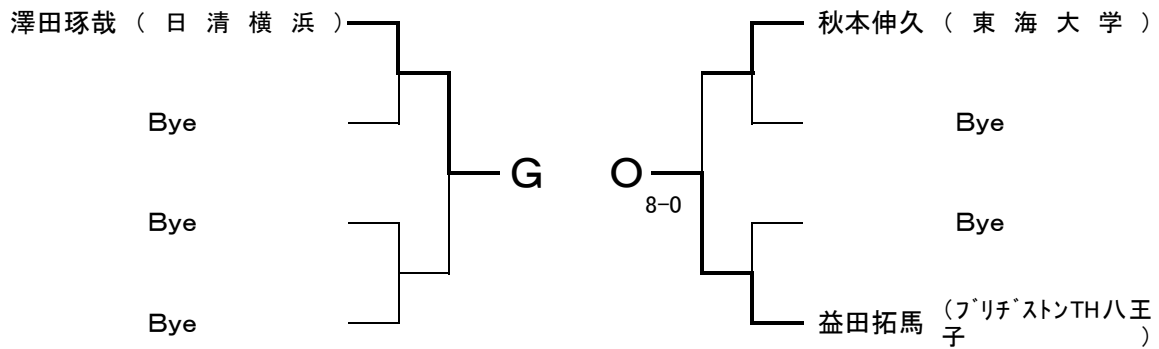 澤田琢哉 ( 日 清 横 浜 )
Bye
Bye
Bye
G
O
8-0
秋本伸久 ( 東 海 大 学 )
Bye
Bye
益田拓馬 (ﾌﾞﾘﾁﾞｽﾄﾝTH八王
子 )